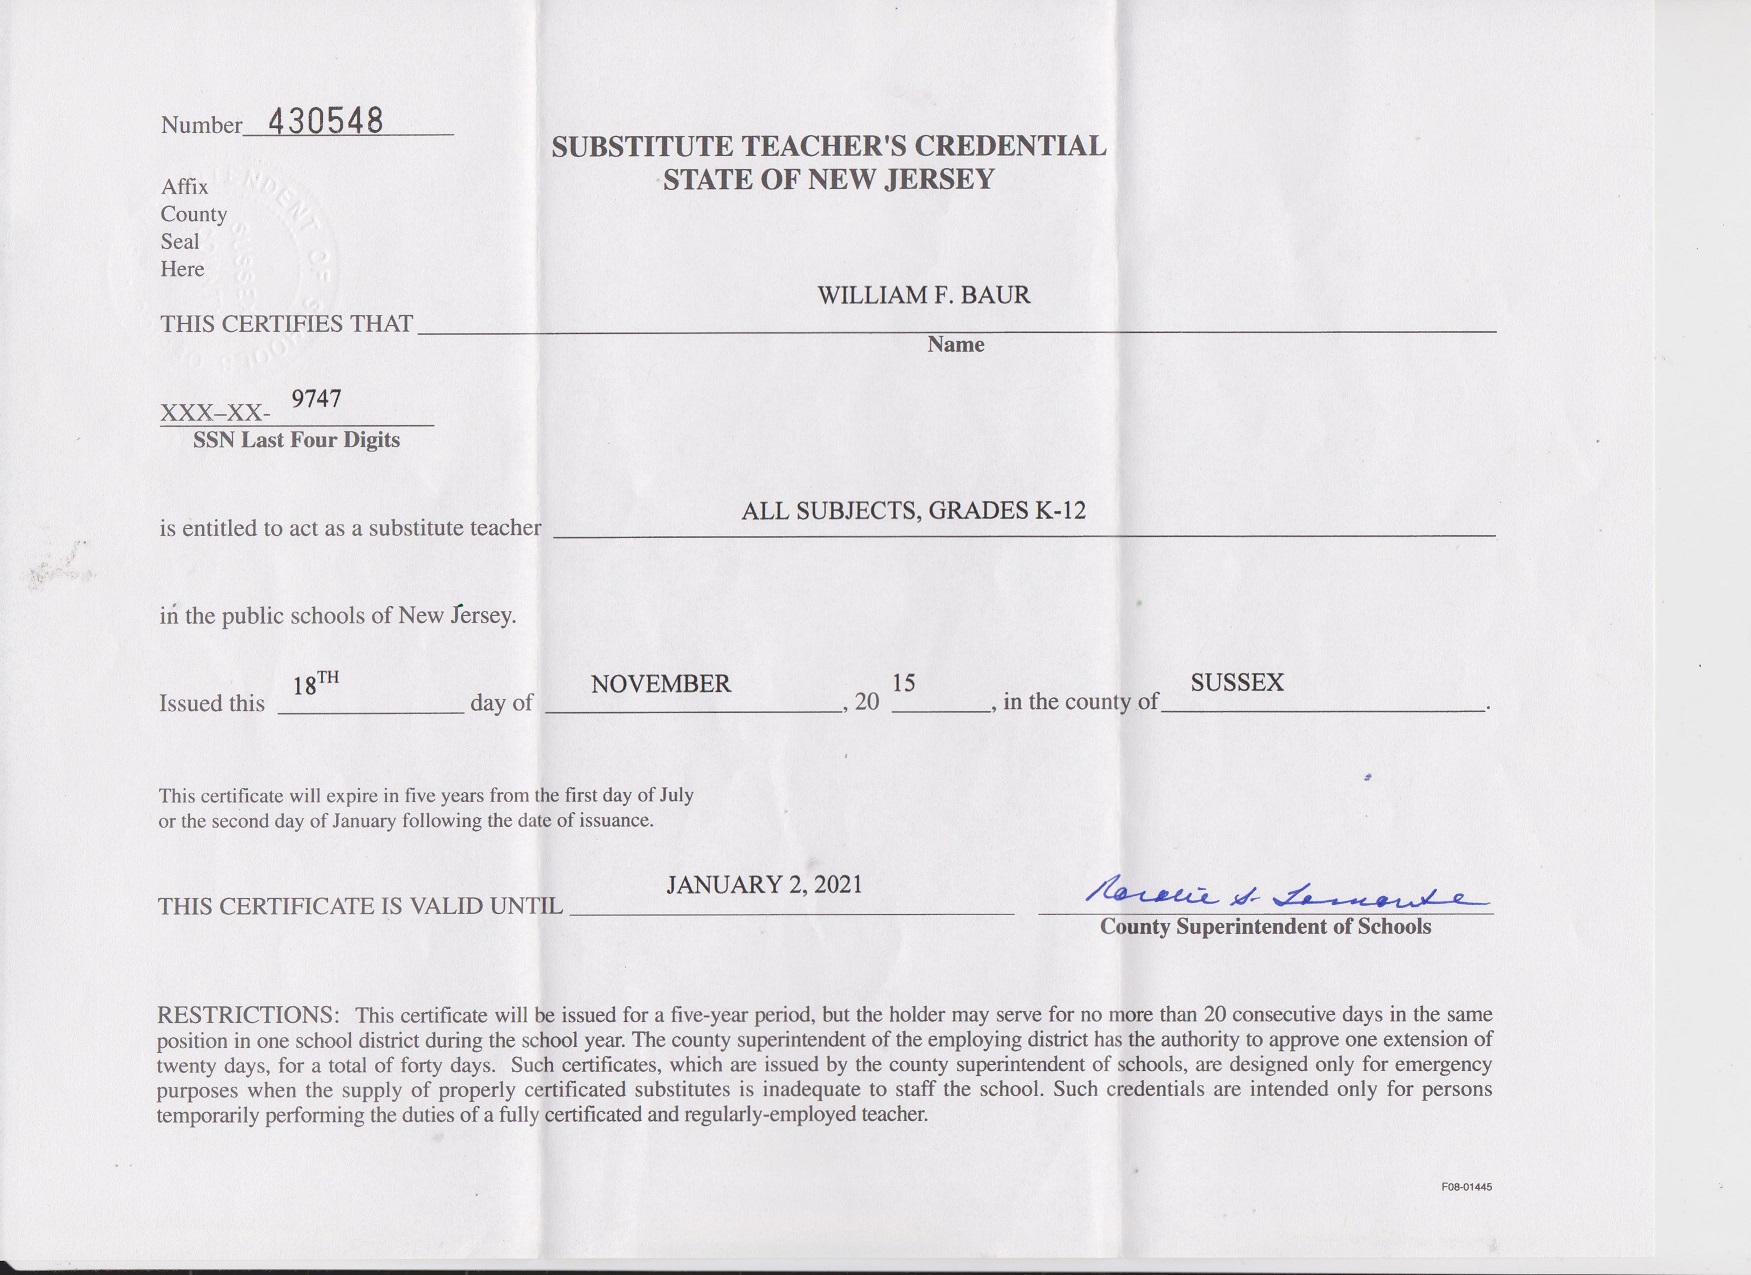 Number 430548
SUBSTITUTE TEACHER'S CREDENTIAL
STATE OF NEW JERSEY
Affix
County
Seal
Here
WILLIAM F. BAUR
THIS CERTIFIES THAT
Name
XXX–XX- 9747
SSN Last Four Digits
ALL SUBJECTS, GRADES K-12
is entitled to act as a substitute teacher
in the public schools of New Jersey.
Issued this 18TH day of NOVEMBER, 20 15, in the county of SUSSEX.
This certificate will expire in five years from the first day of July
or the second day of January following the date of issuance.
THIS CERTIFICATE IS VALID UNTIL JANUARY 2, 2021
County Superintendent of Schools
RESTRICTIONS: This certificate will be issued for a five-year period, but the holder may serve for no more than 20 consecutive days in the same
position in one school district during the school year. The county superintendent of the employing district has the authority to approve one extension of
twenty days, for a total of forty days. Such certificates, which are issued by the county superintendent of schools, are designed only for emergency
purposes when the supply of properly certificated substitutes is inadequate to staff the school. Such credentials are intended only for persons
temporarily performing the duties of a fully certificated and regularly-employed teacher.
F08-01445